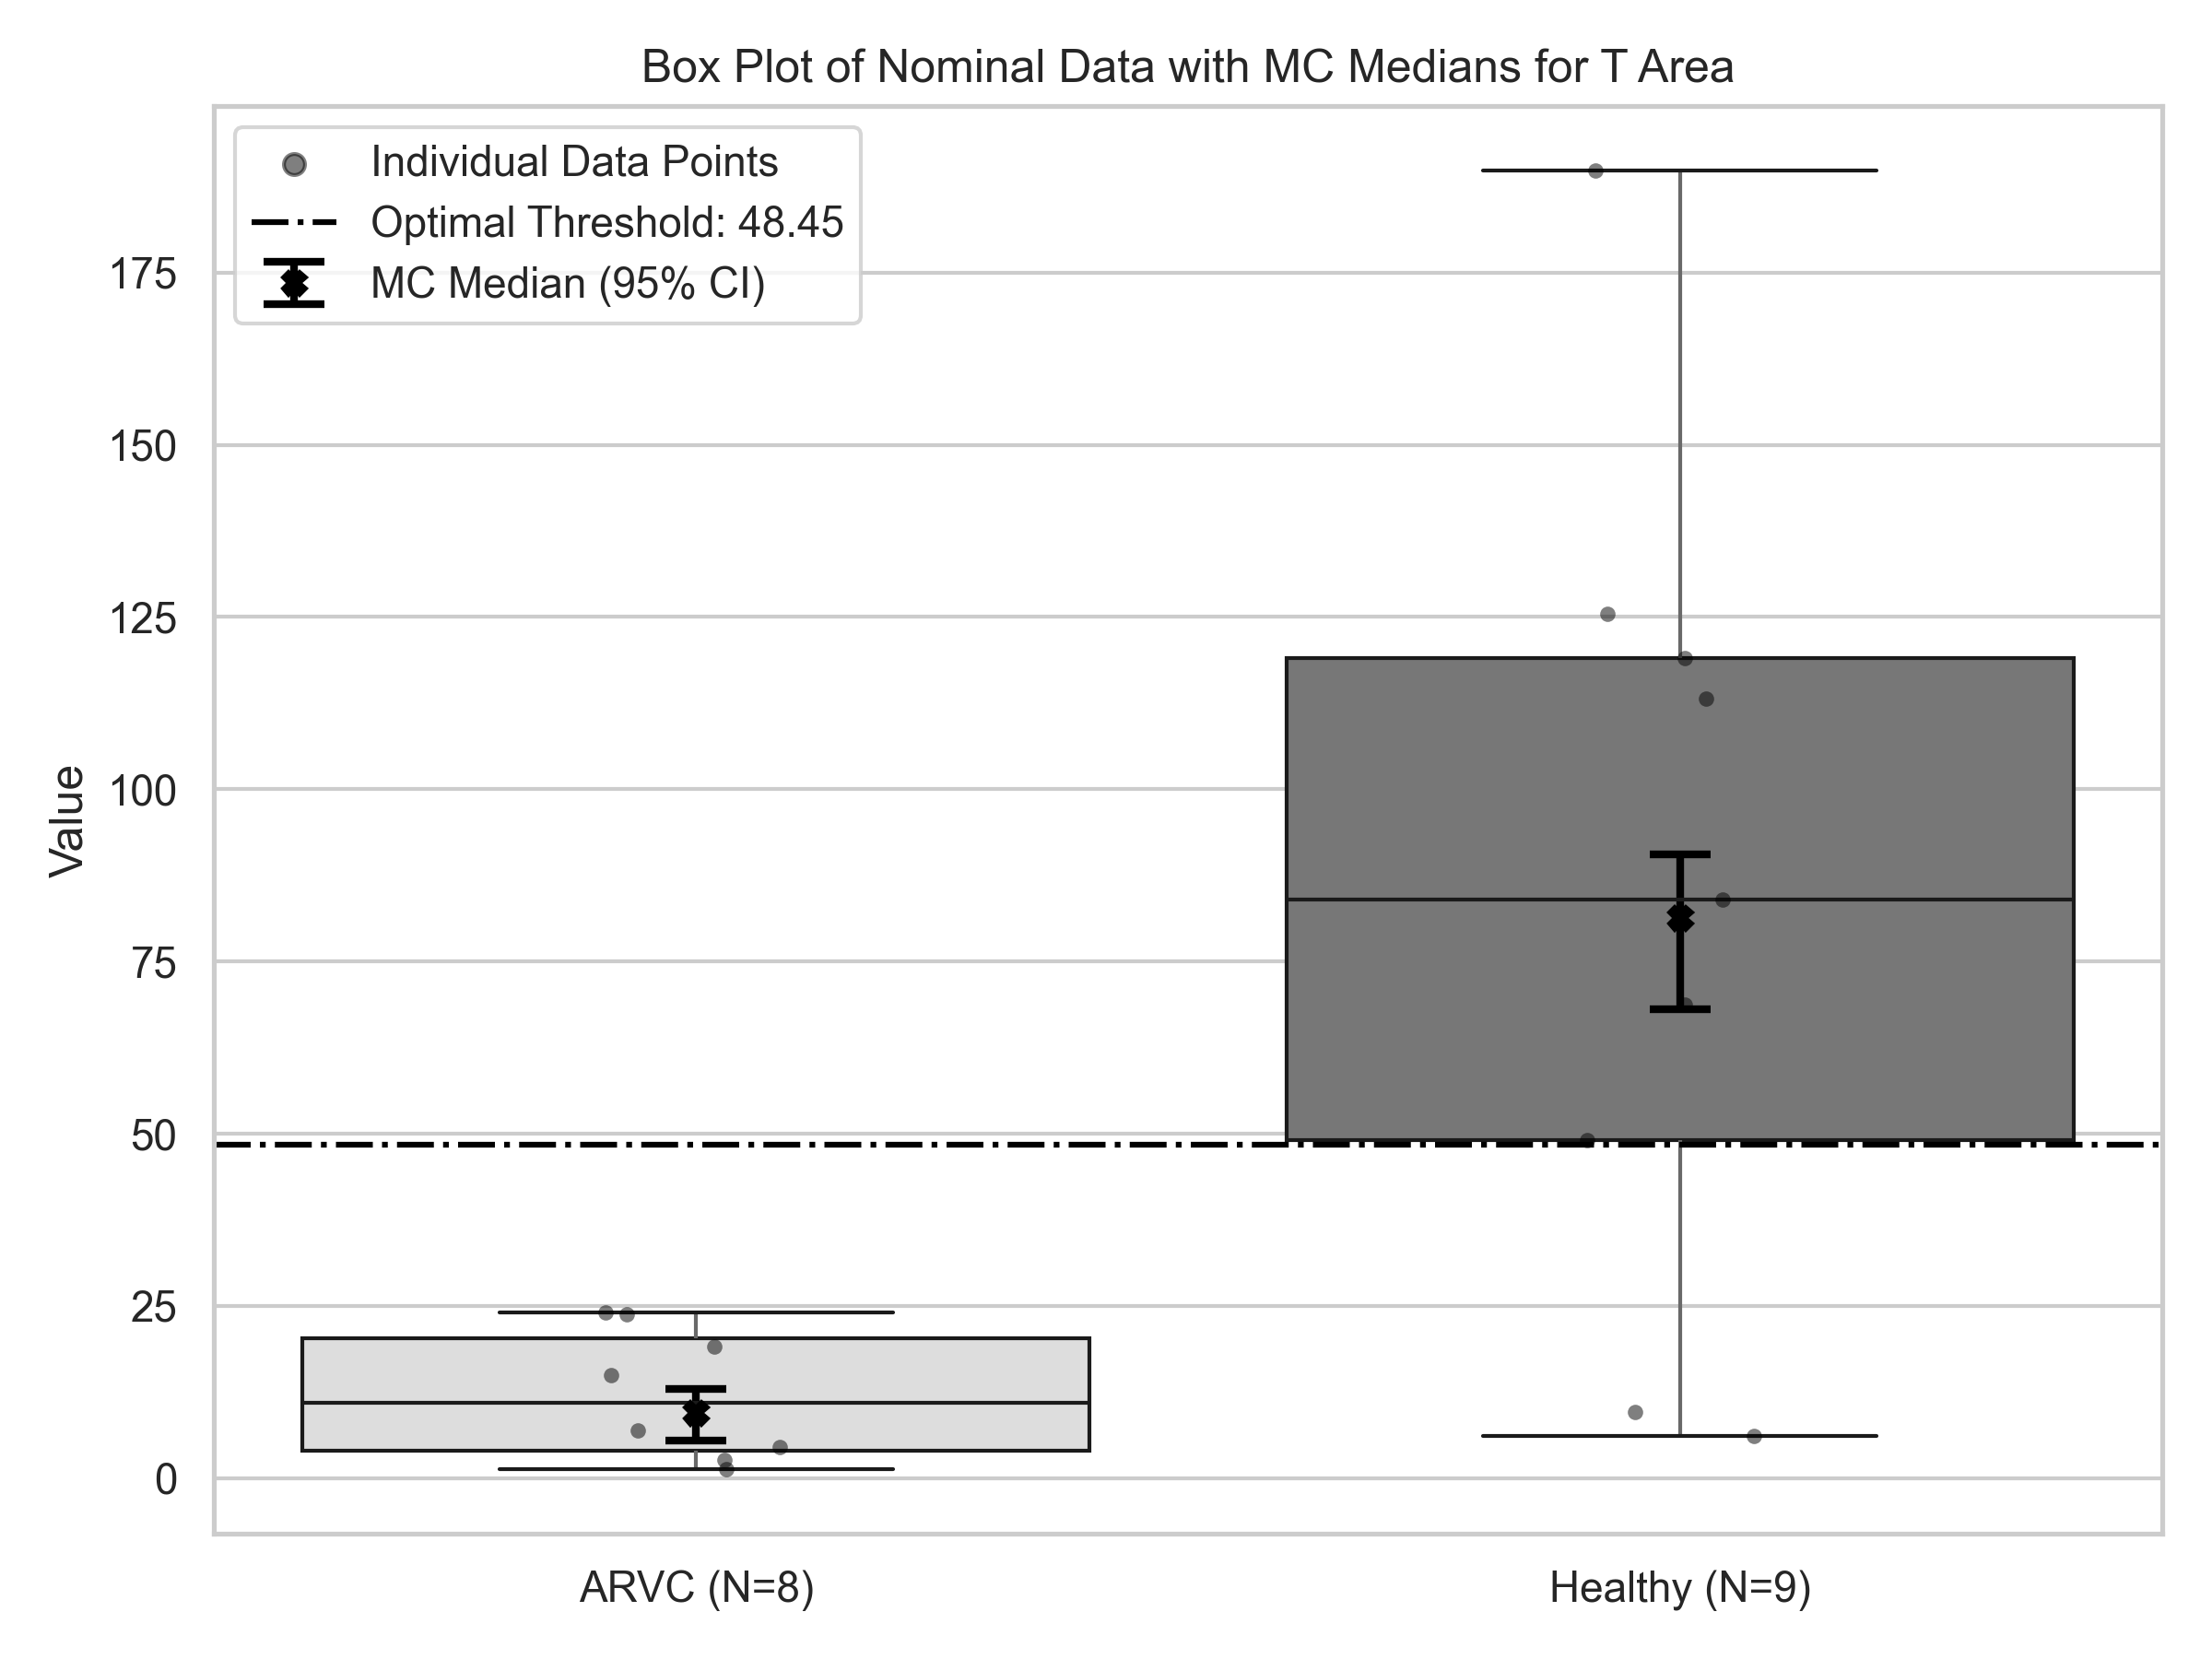 Box Plot of Nominal Data with MC Medians for T Area
Individual Data Points
Optimal Threshold: 48.45
MC Median (95% CI)
Value
175
150
125
100
75
50
25
0
ARVC (N=8)
Healthy (N=9)